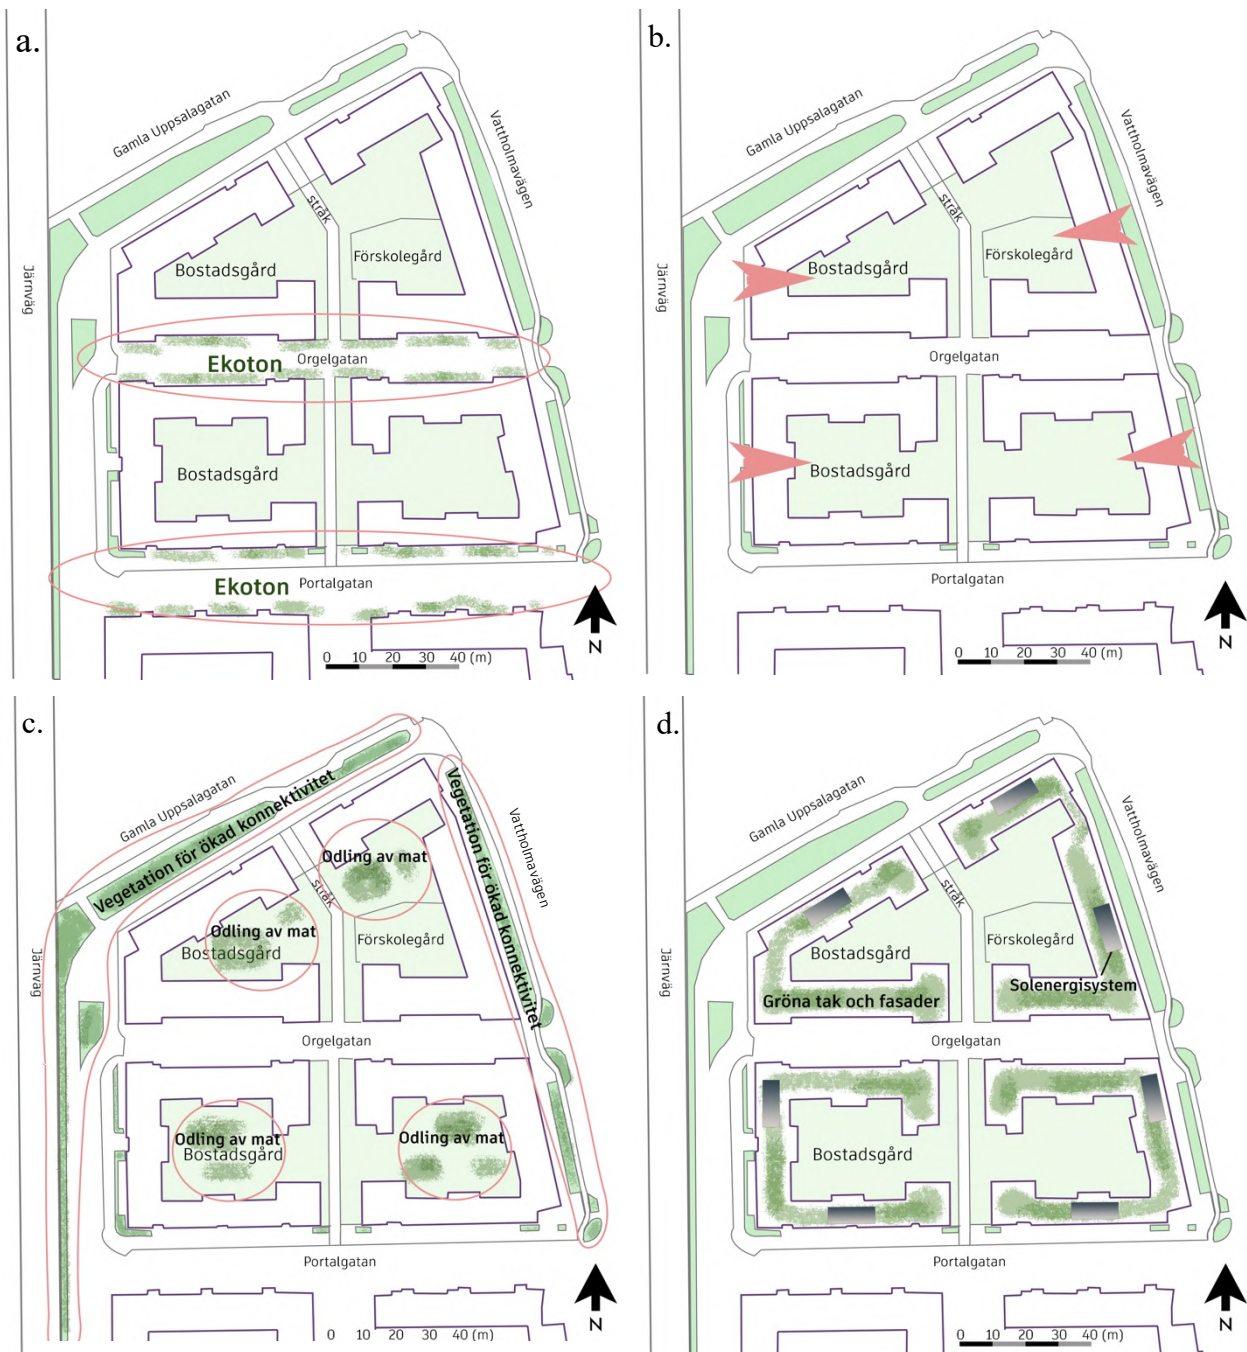 a.
Gamla Uppsalagatan
Vattholmavägen
stråk
Järnväg
Bostadsgård
Förskolegård
Ekoton
Orgelgatan
Bostadsgård
Ekoton
Portalgatan
0 10 20 30 40 (m)
N
b.
Gamla Uppsalagatan
Vattholmavägen
stråk
Järnväg
Bostadsgård
Förskolegård
Orgelgatan
Bostadsgård
Portalgatan
0 10 20 30 40 (m)
N
c.
Gamla Uppsalagatan
Vegetation för ökad konnektivitet
Vegetation för ökad konnektivitet
Vattholmavägen
Odling av mat
stråk
Järnväg
Odling av mat
Bostadsgård
Förskolegård
Orgelgatan
Odling av mat
Bostadsgård
Odling av mat
Portalgatan
0 10 20 30 40 (m)
N
d.
Gamla Uppsalagatan
Vattholmavägen
stråk
Järnväg
Bostadsgård
Förskolegård
Solenergisystem
Gröna tak och fasader
Orgelgatan
Bostadsgård
Portalgatan
0 10 20 30 40 (m)
N